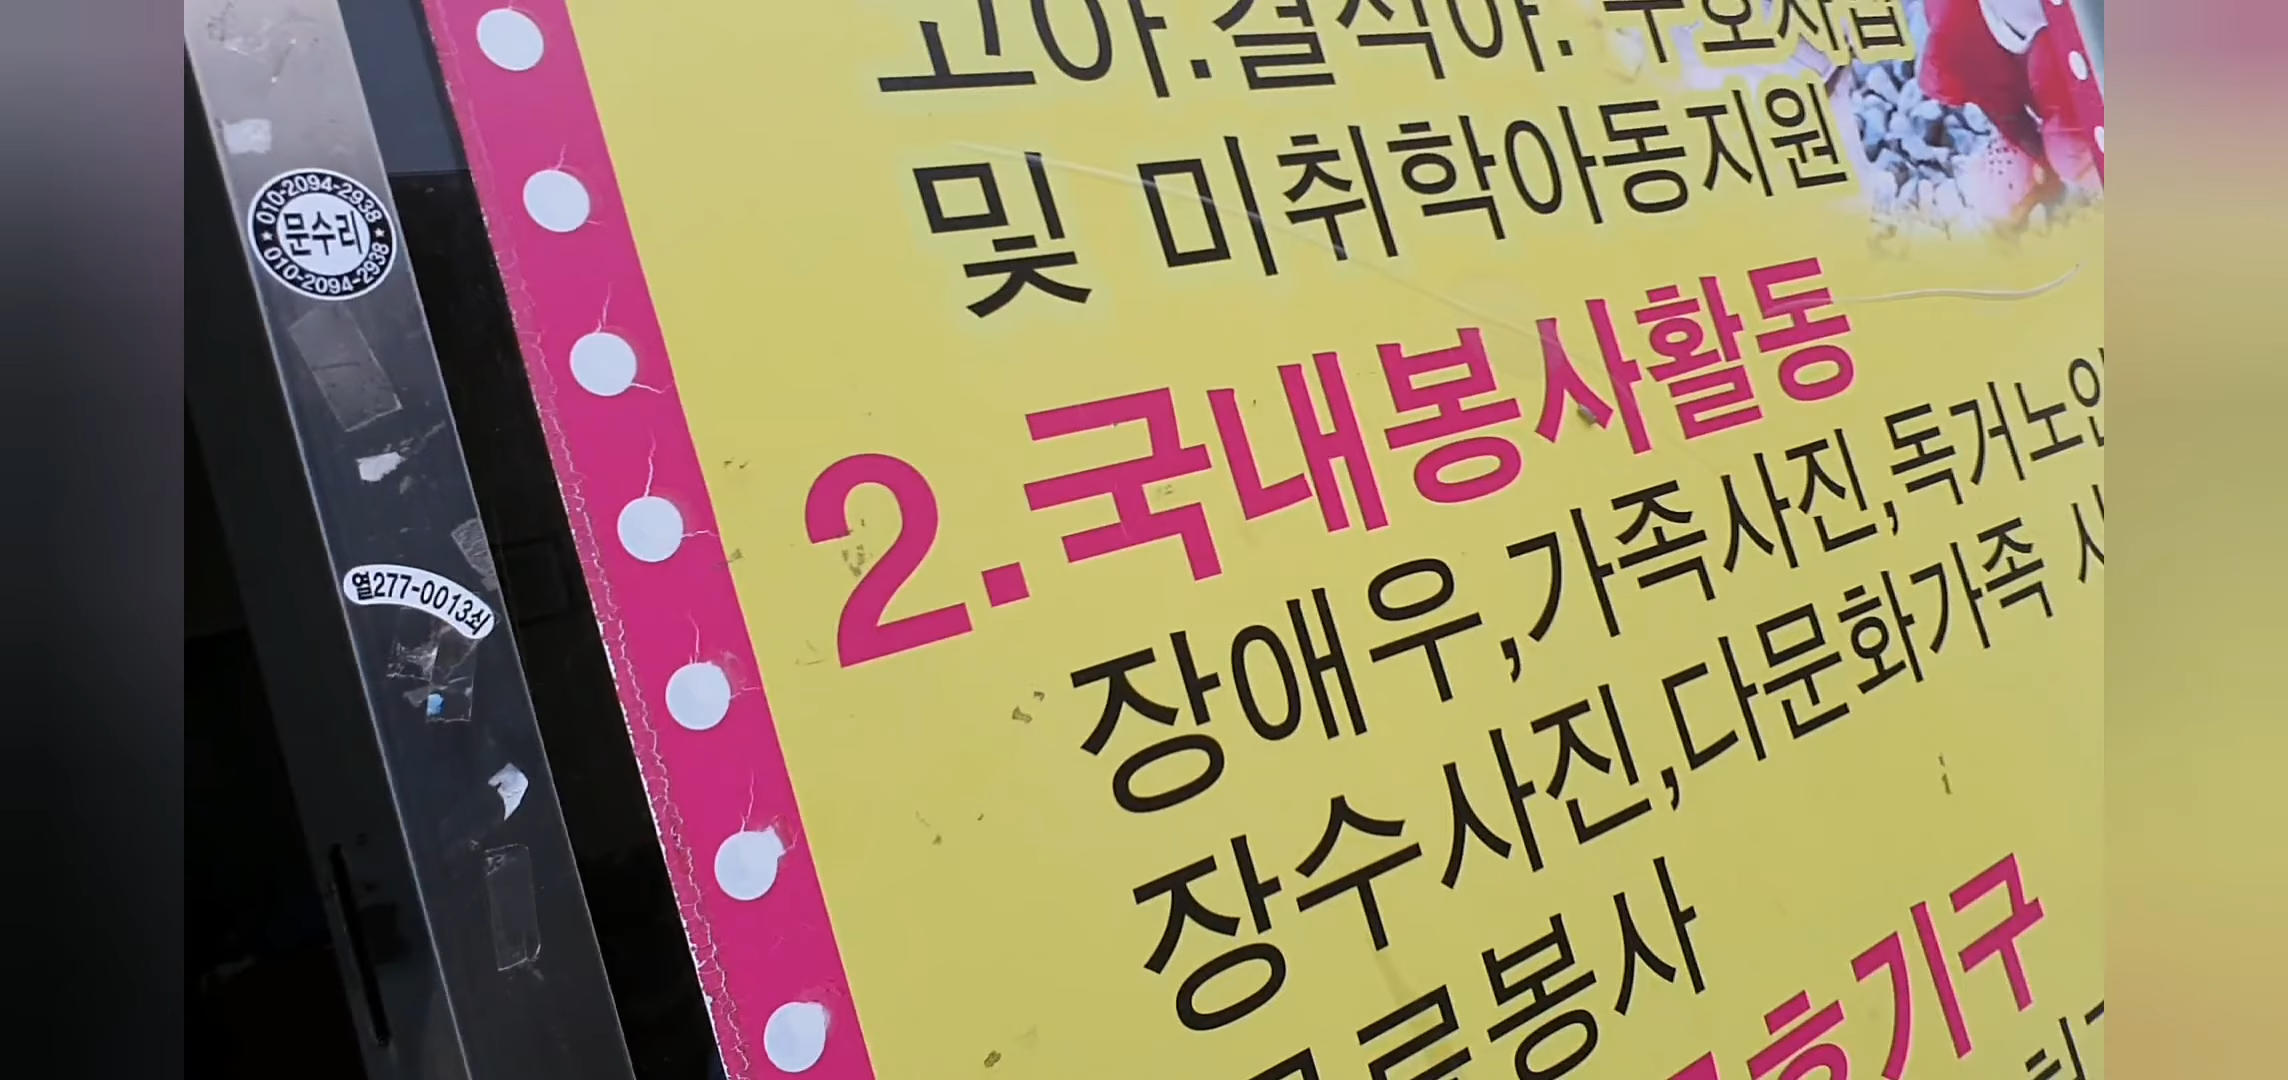 고아.결식아. 구호사업
및 미취학아동지원
2.국내봉사활동
장애우,가족사진,독거노인
장수사진,다문화가족
봉사
기구
010-2094-2938
문수리
010-2094-2938
열277-0013쇠